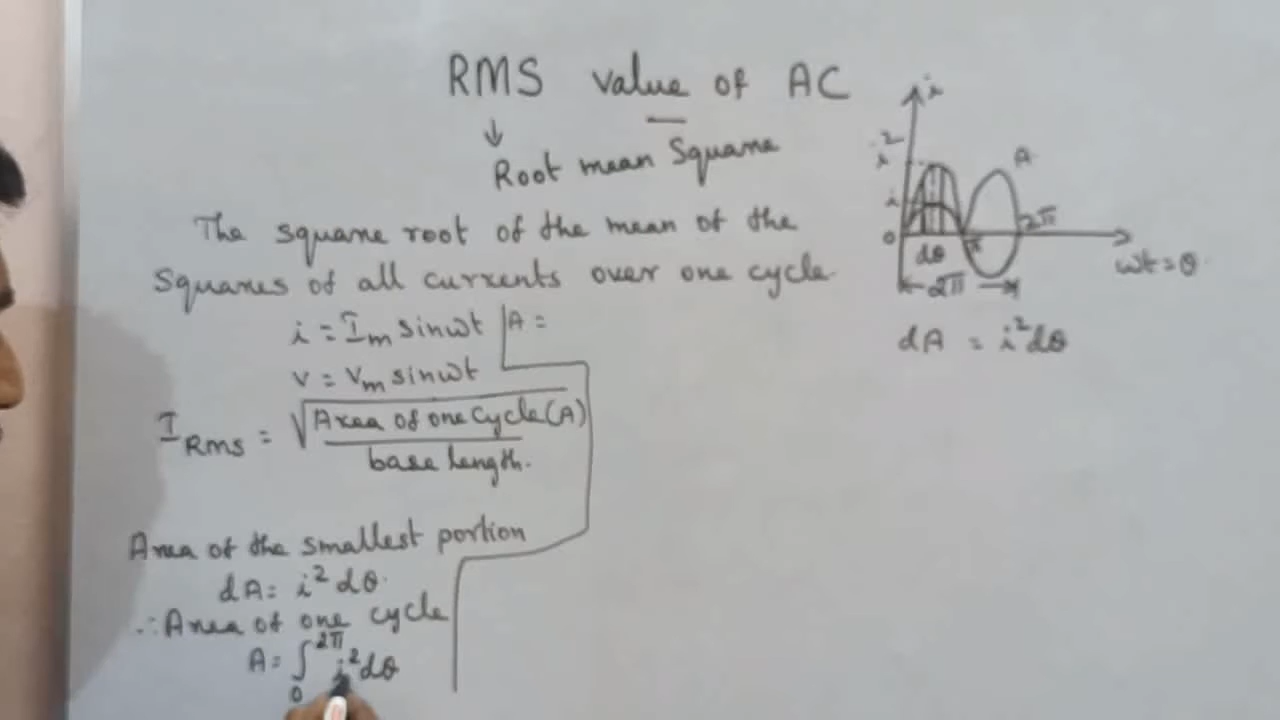 RMS value of AC
↓
Root mean Square
The square root of the mean of the
squares of all currents over one cycle.
i = Im sinωt
A =
v = Vm sinωt
I RMS = √ Area of one Cycle(A)
base length.
Area of the smallest portion
dA = i² dθ.
∴ Area of one cycle
A = ∫₀^2π i² dθ
i
i²
A
i
0
π
2π
dθ
ωt = θ
2π
dA = i² dθ